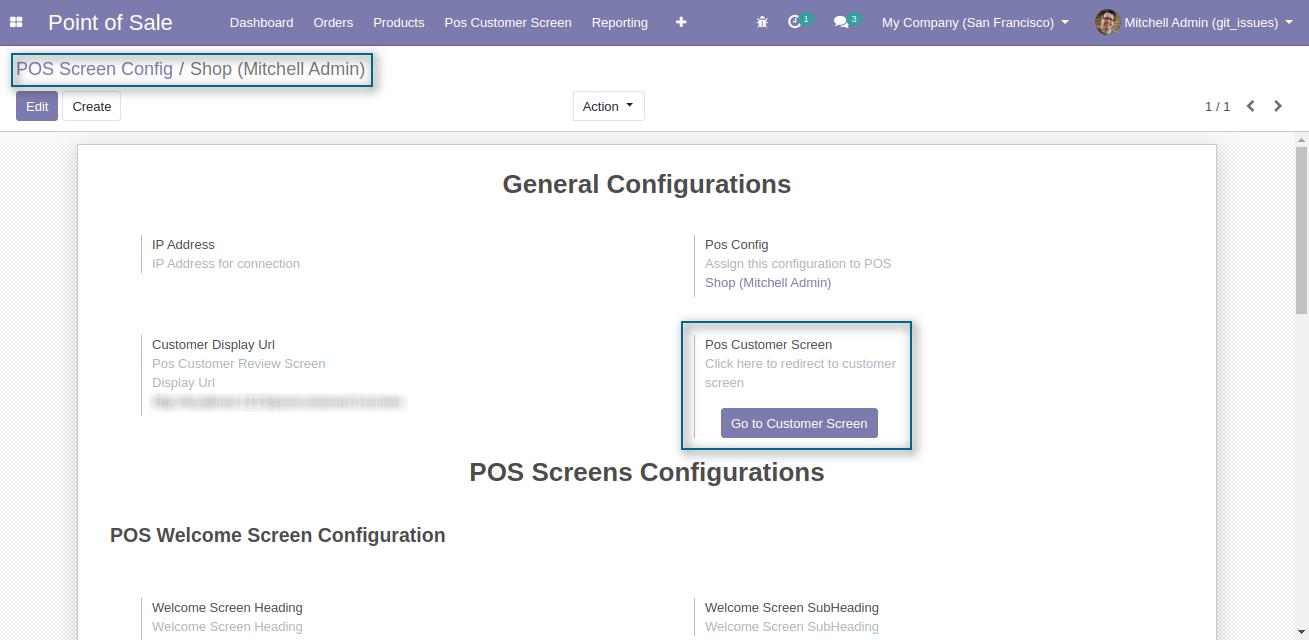 Point of Sale
Dashboard Orders Products Pos Customer Screen Reporting
1 3 My Company (San Francisco) Mitchell Admin (git_issues)
POS Screen Config / Shop (Mitchell Admin)
Edit Create Action 1 / 1
General Configurations
IP Address
IP Address for connection
Pos Config
Assign this configuration to POS
Shop (Mitchell Admin)
Customer Display Url
Pos Customer Review Screen
Display Url
Pos Customer Screen
Click here to redirect to customer
screen
Go to Customer Screen
POS Screens Configurations
POS Welcome Screen Configuration
Welcome Screen Heading
Welcome Screen Heading
Welcome Screen SubHeading
Welcome Screen SubHeading